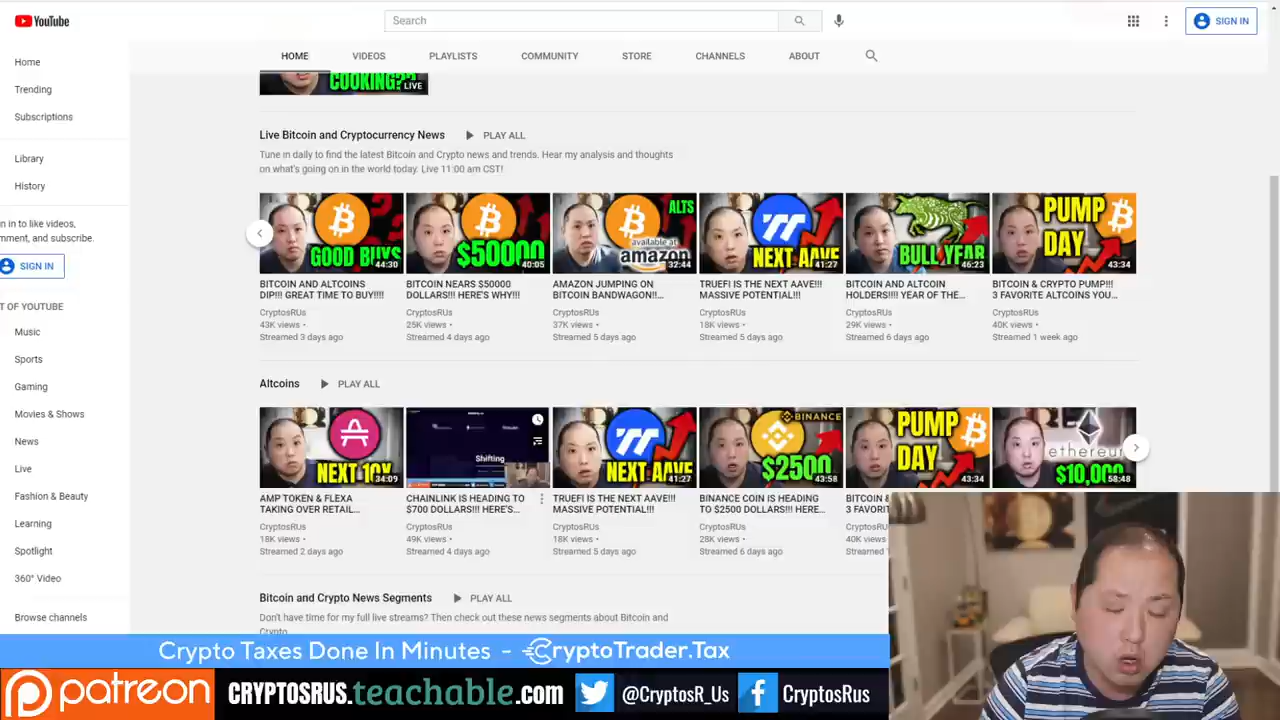 YouTube
Search
SIGN IN
HOME VIDEOS PLAYLISTS COMMUNITY STORE CHANNELS ABOUT
Home
Trending
Subscriptions
Library
History
n in to like videos,
mment, and subscribe.
SIGN IN
T OF YOUTUBE
Music
Sports
Gaming
Movies & Shows
News
Live
Fashion & Beauty
Learning
Spotlight
360° Video
Browse channels
COOKING??
LIVE
Live Bitcoin and Cryptocurrency News PLAY ALL
Tune in daily to find the latest Bitcoin and Crypto news and trends. Hear my analysis and thoughts
on what's going on in the world today. Live 11:00 am CST!
GOOD BUYS
44:30
BITCOIN AND ALTCOINS
DIP!!! GREAT TIME TO BUY!!!!
CryptosRUs
43K views •
Streamed 3 days ago
$50000
40:05
BITCOIN NEARS $50000
DOLLARS!!! HERE'S WHY!!!
CryptosRUs
25K views •
Streamed 4 days ago
ALTS
available at
amazon
32:44
AMAZON JUMPING ON
BITCOIN BANDWAGON!!..
CryptosRUs
37K views •
Streamed 5 days ago
NEXT AAVE
41:27
TRUEFI IS THE NEXT AAVE!!!
MASSIVE POTENTIAL!!!
CryptosRUs
18K views •
Streamed 5 days ago
BULL YEAR
46:23
BITCOIN AND ALTCOIN
HOLDERS!!!! YEAR OF THE...
CryptosRUs
29K views •
Streamed 6 days ago
PUMP
DAY
43:34
BITCOIN & CRYPTO PUMP!!!
3 FAVORITE ALTCOINS YOU...
CryptosRUs
40K views •
Streamed 1 week ago
Altcoins PLAY ALL
NEXT 10X
34:09
AMP TOKEN & FLEXA
TAKING OVER RETAIL...
CryptosRUs
18K views •
Streamed 2 days ago
Shifting
CHAINLINK IS HEADING TO
$700 DOLLARS!!! HERE'S...
CryptosRUs
49K views •
Streamed 4 days ago
NEXT AAVE
41:27
TRUEFI IS THE NEXT AAVE!!!
MASSIVE POTENTIAL!!!
CryptosRUs
18K views •
Streamed 5 days ago
BINANCE
$2500
43:58
BINANCE COIN IS HEADING
TO $2500 DOLLARS!!! HERE...
CryptosRUs
28K views •
Streamed 6 days ago
PUMP
DAY
43:34
BITCOIN &
3 FAVORI
CryptosRUs
40K views
Streamed
ethereum
$10,000
58:48
Bitcoin and Crypto News Segments PLAY ALL
Don't have time for my full live streams? Then check out these news segments about Bitcoin and
Crypto
Crypto Taxes Done In Minutes - CryptoTrader.Tax
patreon CRYPTOSRUS.teachable.com @CryptosR_Us CryptosRus